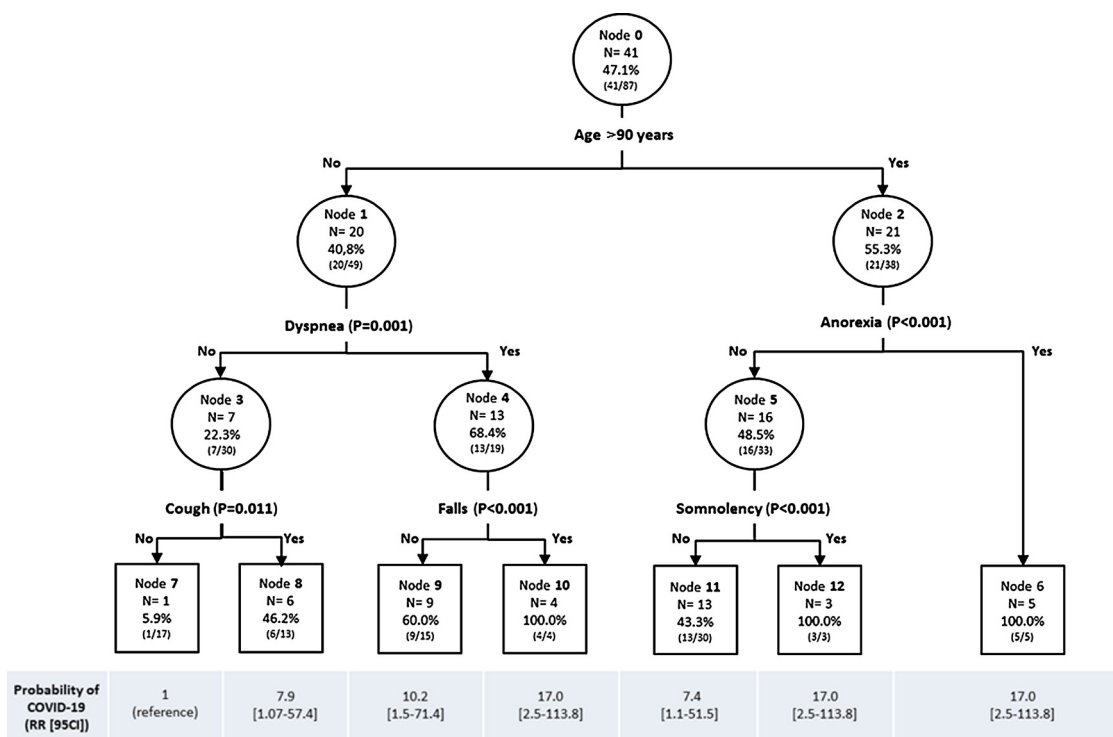 Node 0
N= 41
47.1%
(41/87)
Age >90 years
No
Yes
Node 1
N= 20
40,8%
(20/49)
Node 2
N= 21
55.3%
(21/38)
Dyspnea (P=0.001)
Anorexia (P<0.001)
No
Yes
No
Yes
Node 3
N= 7
22.3%
(7/30)
Node 4
N= 13
68.4%
(13/19)
Node 5
N= 16
48.5%
(16/33)
Cough (P=0.011)
Falls (P<0.001)
Somnolency (P<0.001)
No
Yes
No
Yes
No
Yes
Node 7
N= 1
5.9%
(1/17)
Node 8
N= 6
46.2%
(6/13)
Node 9
N= 9
60.0%
(9/15)
Node 10
N= 4
100.0%
(4/4)
Node 11
N= 13
43.3%
(13/30)
Node 12
N= 3
100.0%
(3/3)
Node 6
N= 5
100.0%
(5/5)
Probability of
COVID-19
(RR [95CI])
1
(reference)
7.9
[1.07-57.4]
10.2
[1.5-71.4]
17.0
[2.5-113.8]
7.4
[1.1-51.5]
17.0
[2.5-113.8]
17.0
[2.5-113.8]